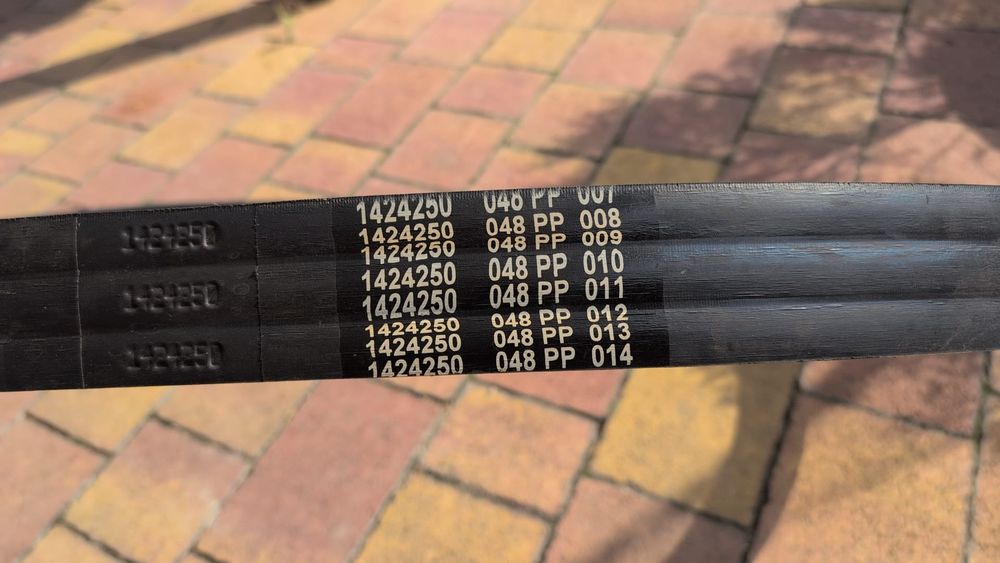 1424250 048 PP 007
1424250 048 PP 008
1424250 048 PP 009
1424250 048 PP 010
1424250 048 PP 011
1424250 048 PP 012
1424250 048 PP 013
1424250 048 PP 014
1424250
1424250
1424250